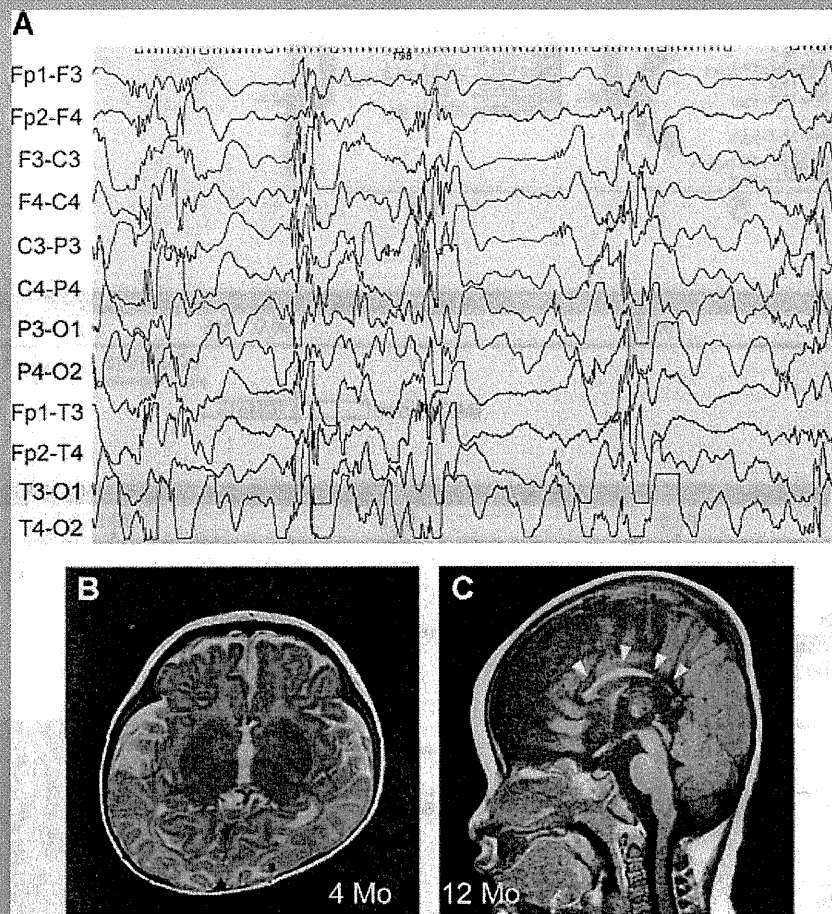 A
198
Fp1-F3
Fp2-F4
F3-C3
F4-C4
C3-P3
C4-P4
P3-O1
P4-O2
Fp1-T3
Fp2-T4
T3-O1
T4-O2
B
4 Mo
C
12 Mo